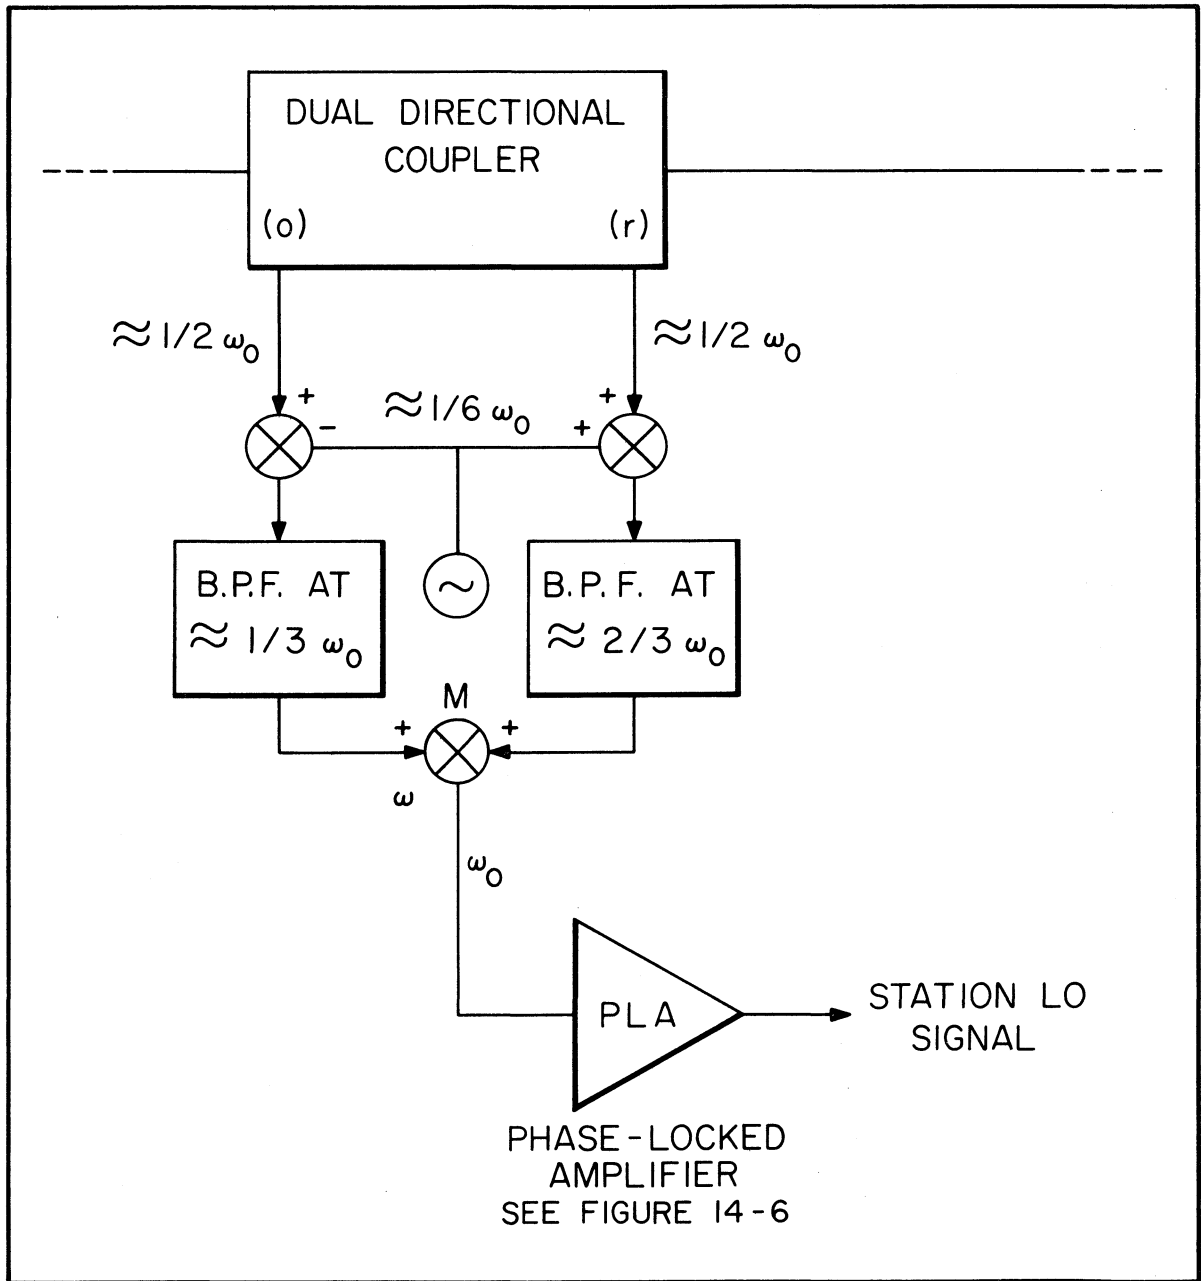 DUAL DIRECTIONAL
COUPLER
(o) (r)
≈ 1/2 ω0
≈ 1/2 ω0
+
-
≈ 1/6 ω0
+
+
B.P.F. AT
≈ 1/3 ω0
~
B.P.F. AT
≈ 2/3 ω0
M
+ +
ω
ω0
PLA
STATION LO
SIGNAL
PHASE-LOCKED
AMPLIFIER
SEE FIGURE 14-6